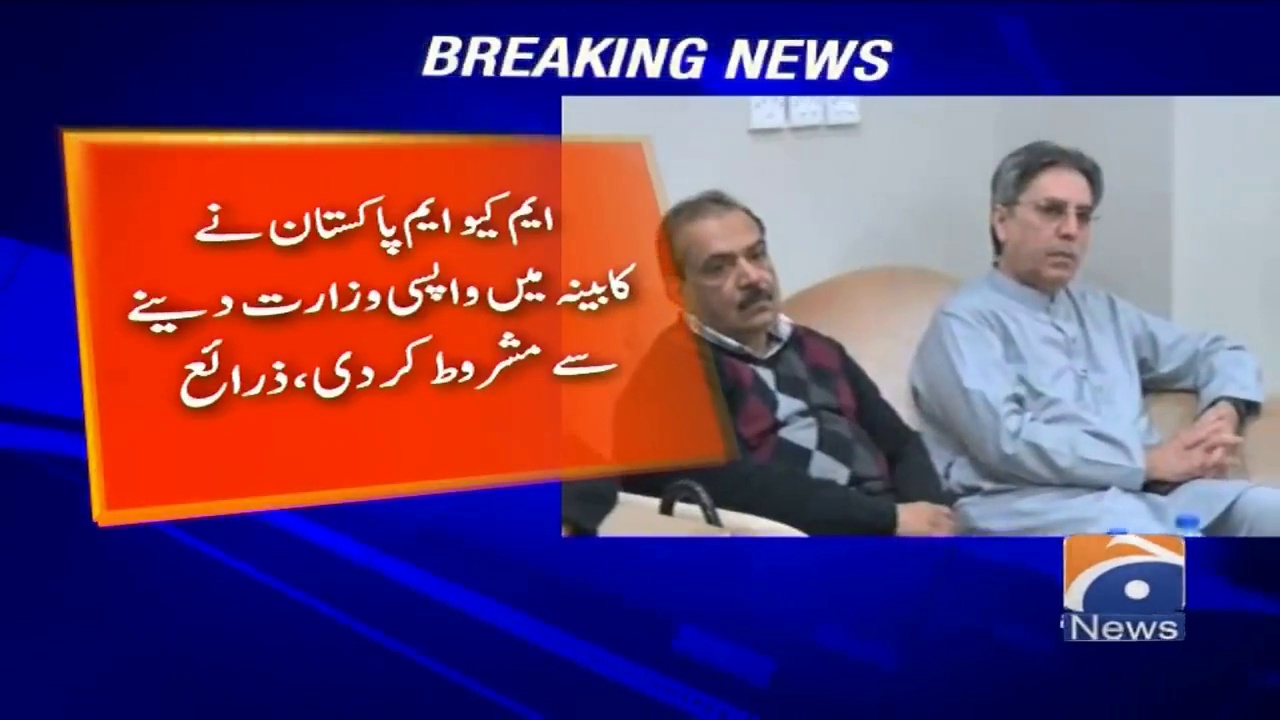 BREAKING NEWS
ایم کیو ایم پاکستان نے
کابینہ میں واپسی وزارت دینے
سے مشروط کردی، ذرائع
News